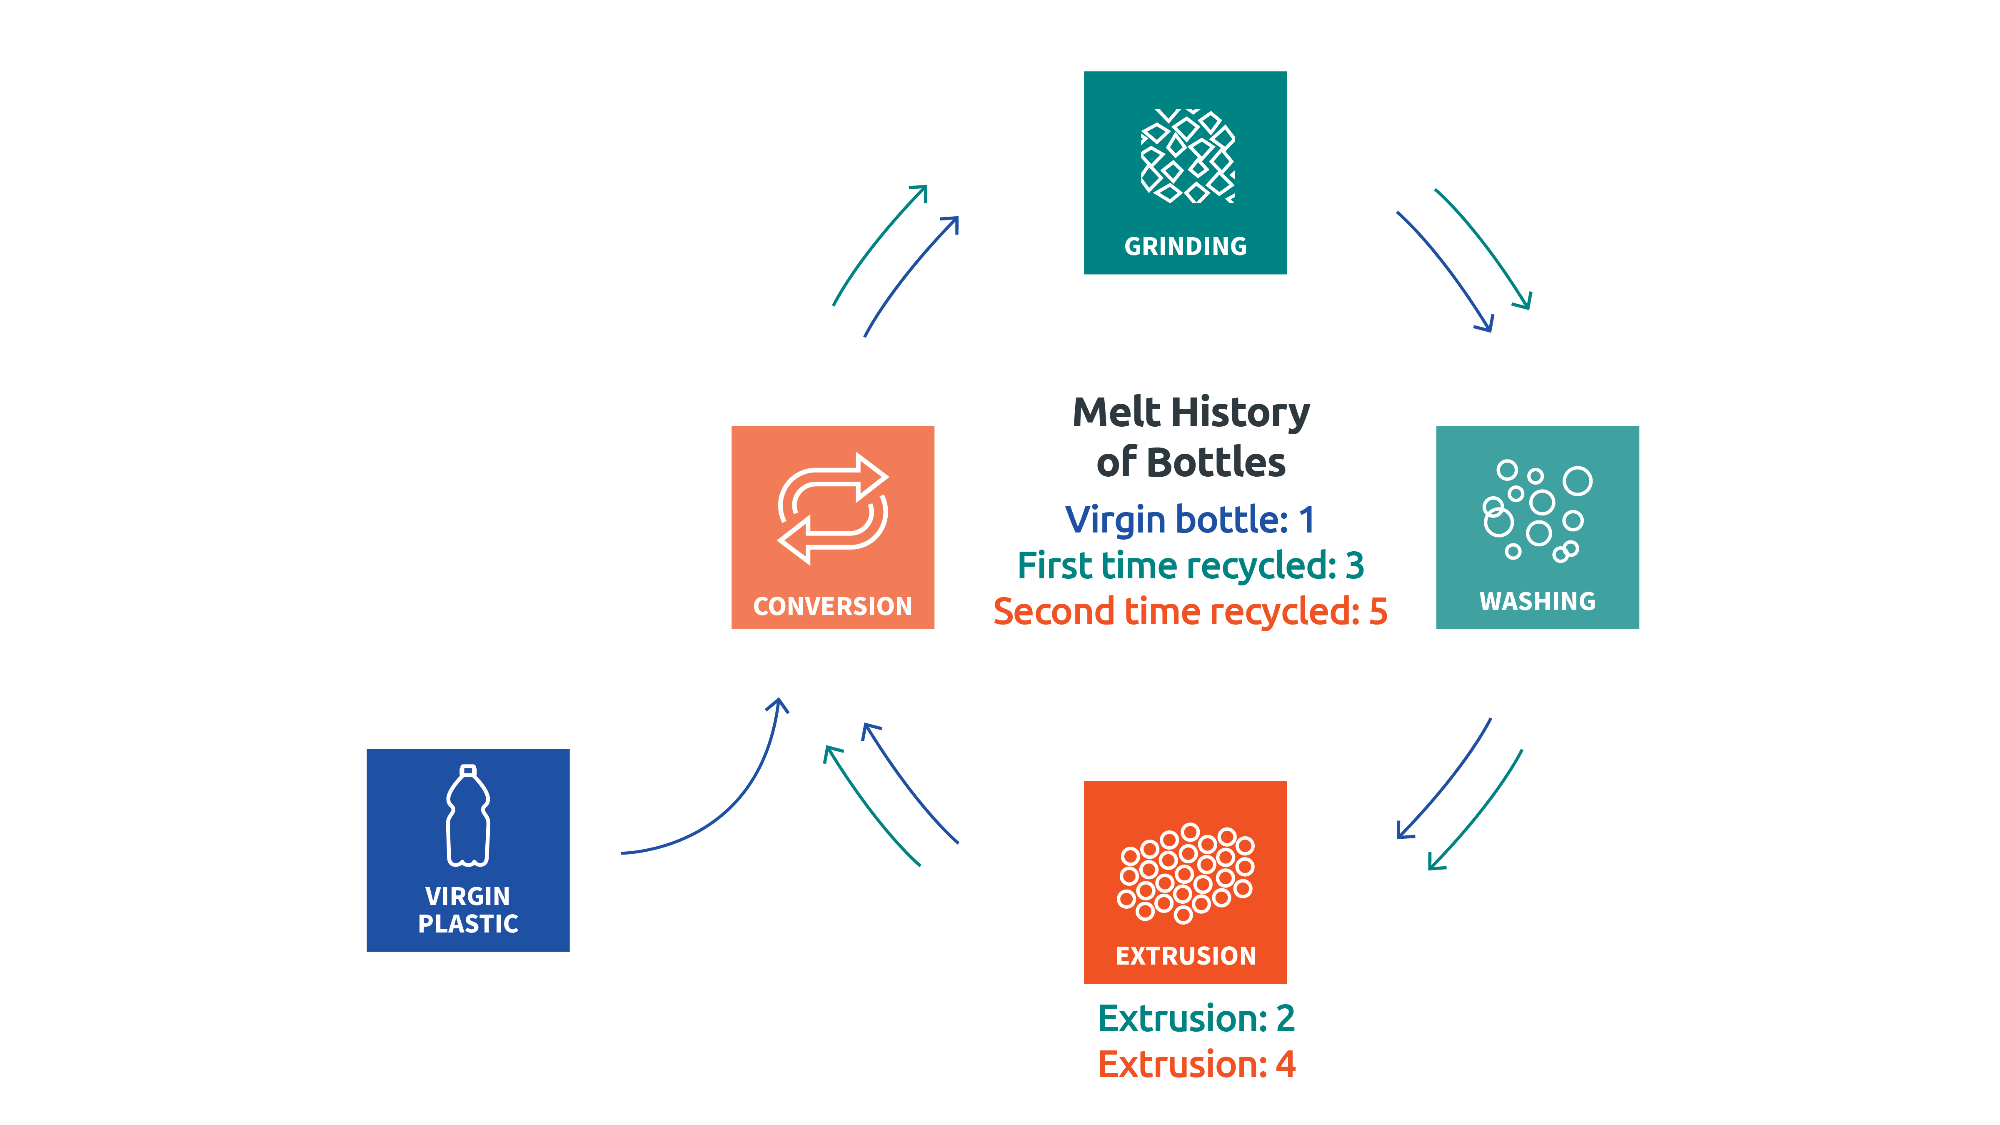 GRINDING
Melt History
of Bottles
Virgin bottle: 1
First time recycled: 3
Second time recycled: 5
CONVERSION
WASHING
VIRGIN
PLASTIC
EXTRUSION
Extrusion: 2
Extrusion: 4